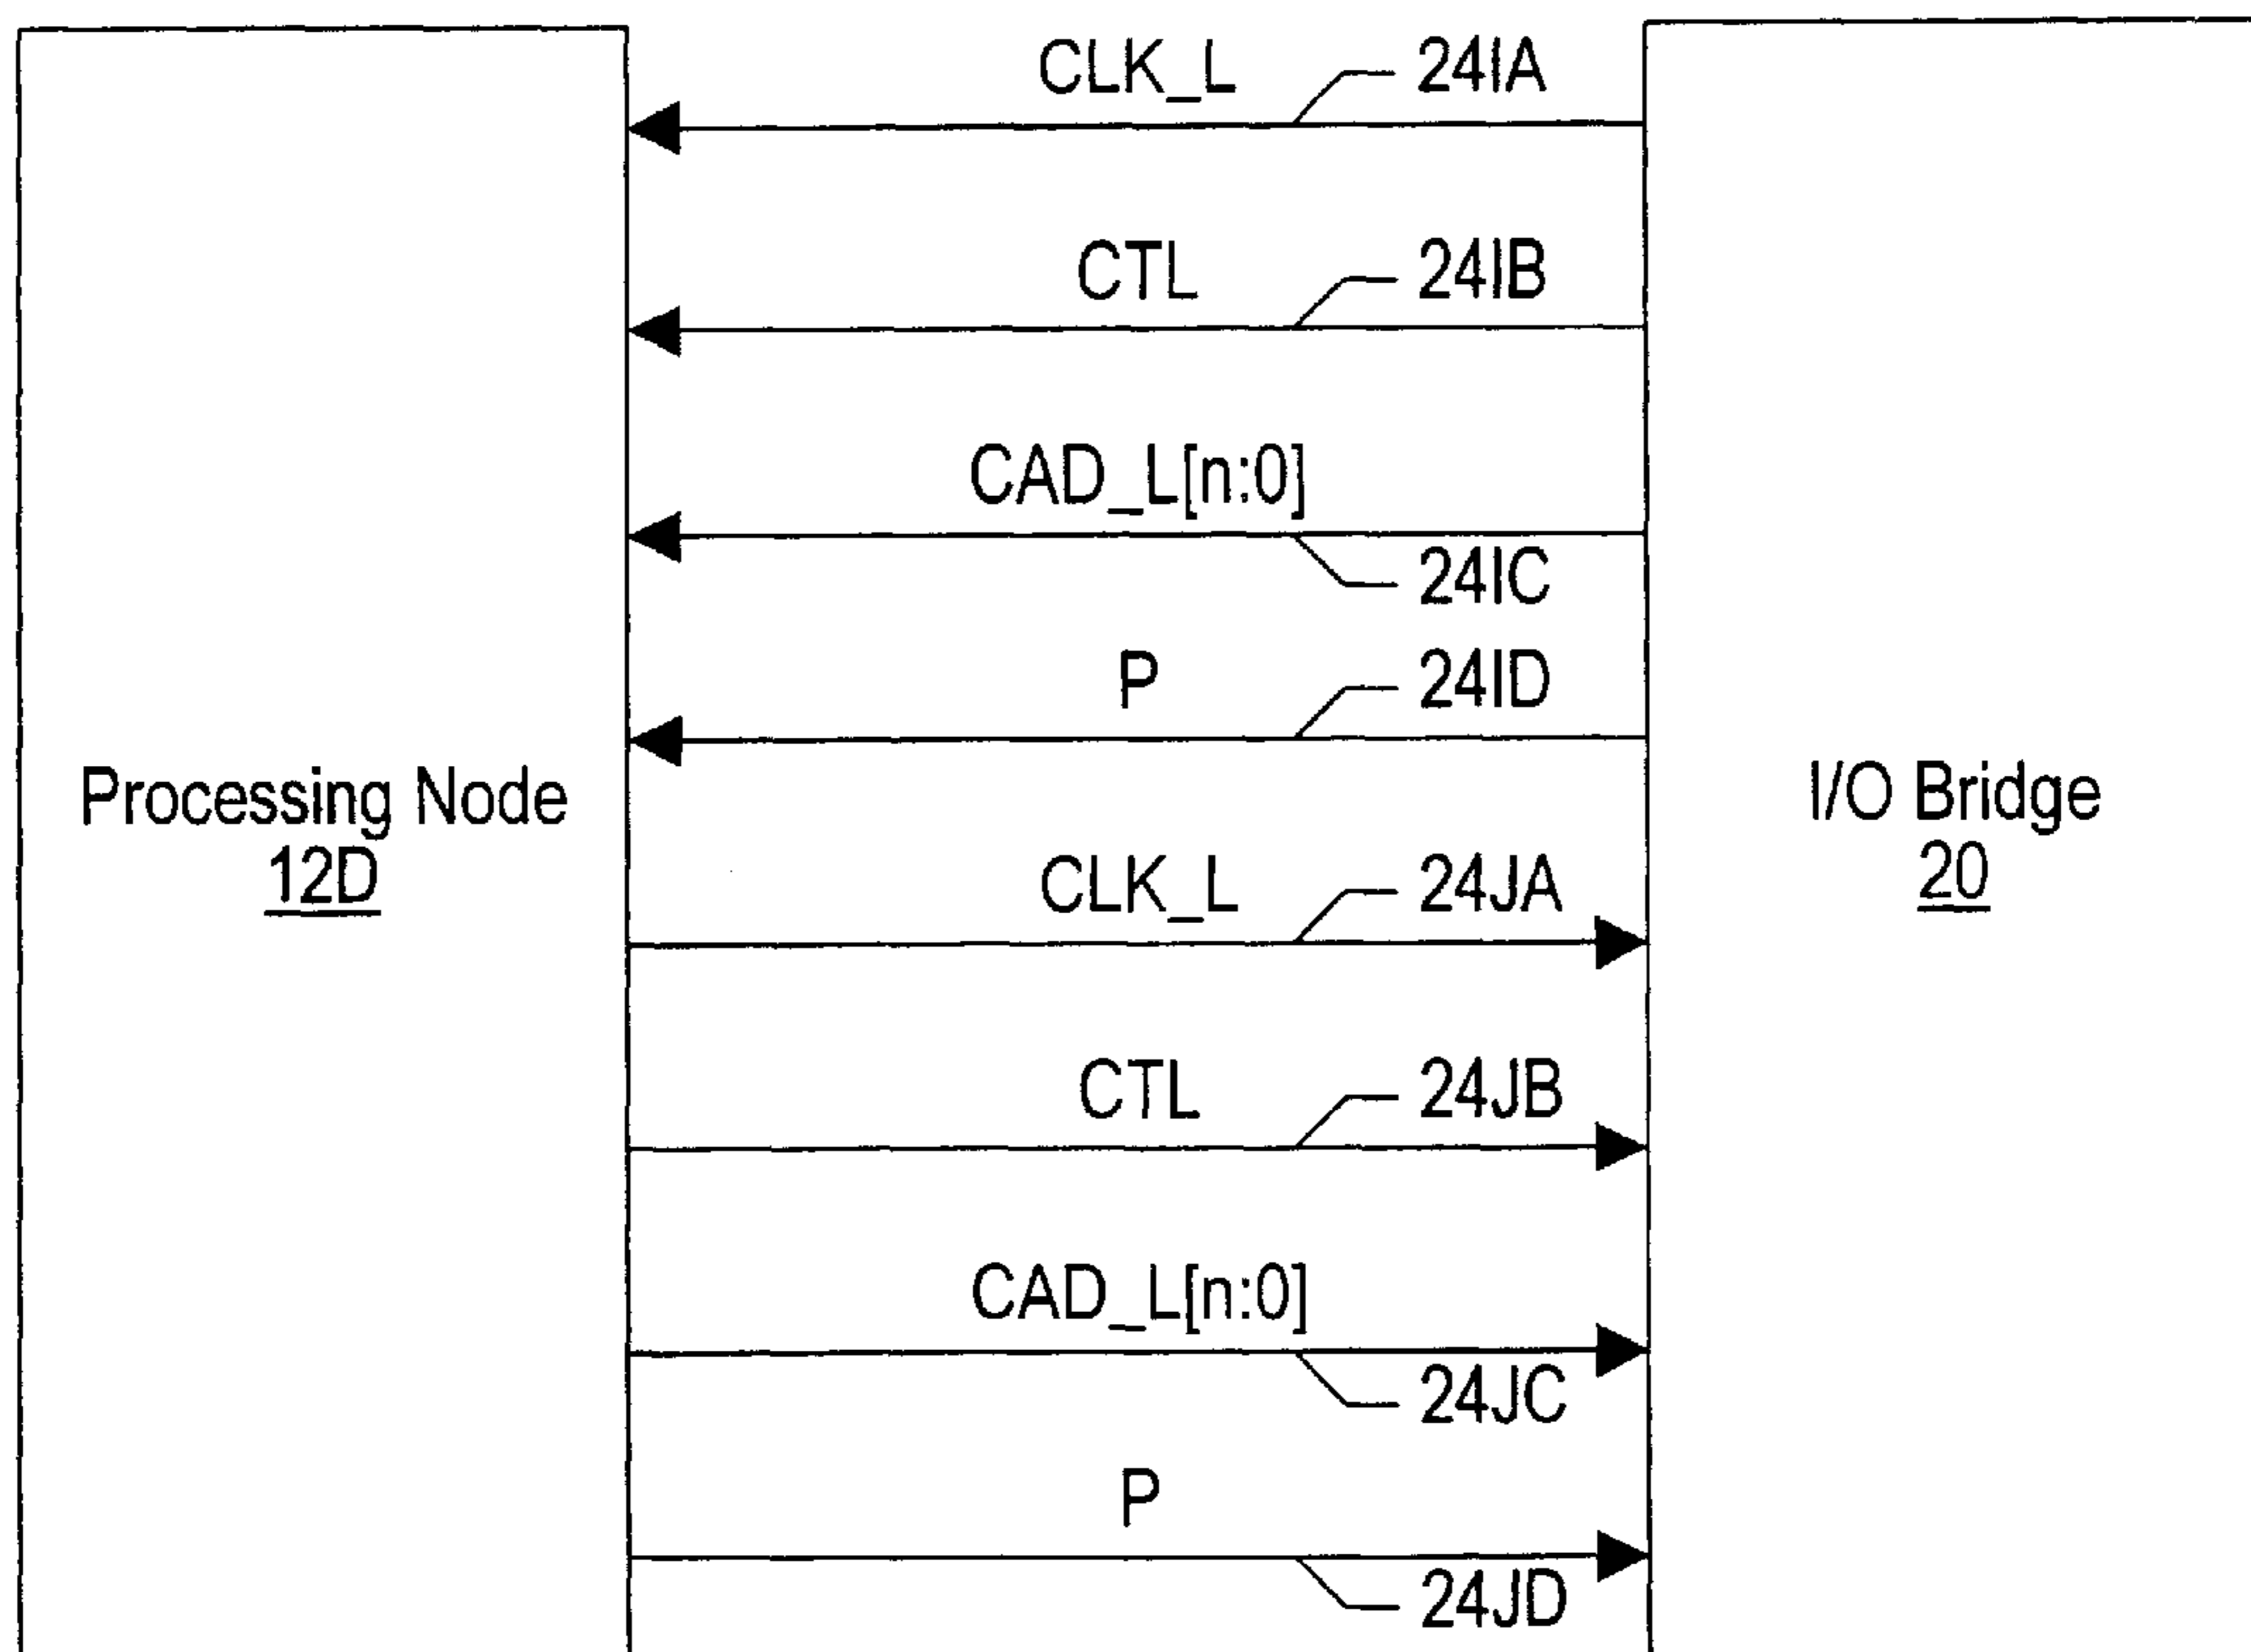 CLK_L 24IA
CTL 24IB
CAD_L[n:0]
24IC
P 24ID
Processing Node
12D
I/O Bridge
20
CLK_L 24JA
CTL 24JB
CAD_L[n:0]
24JC
P
24JD